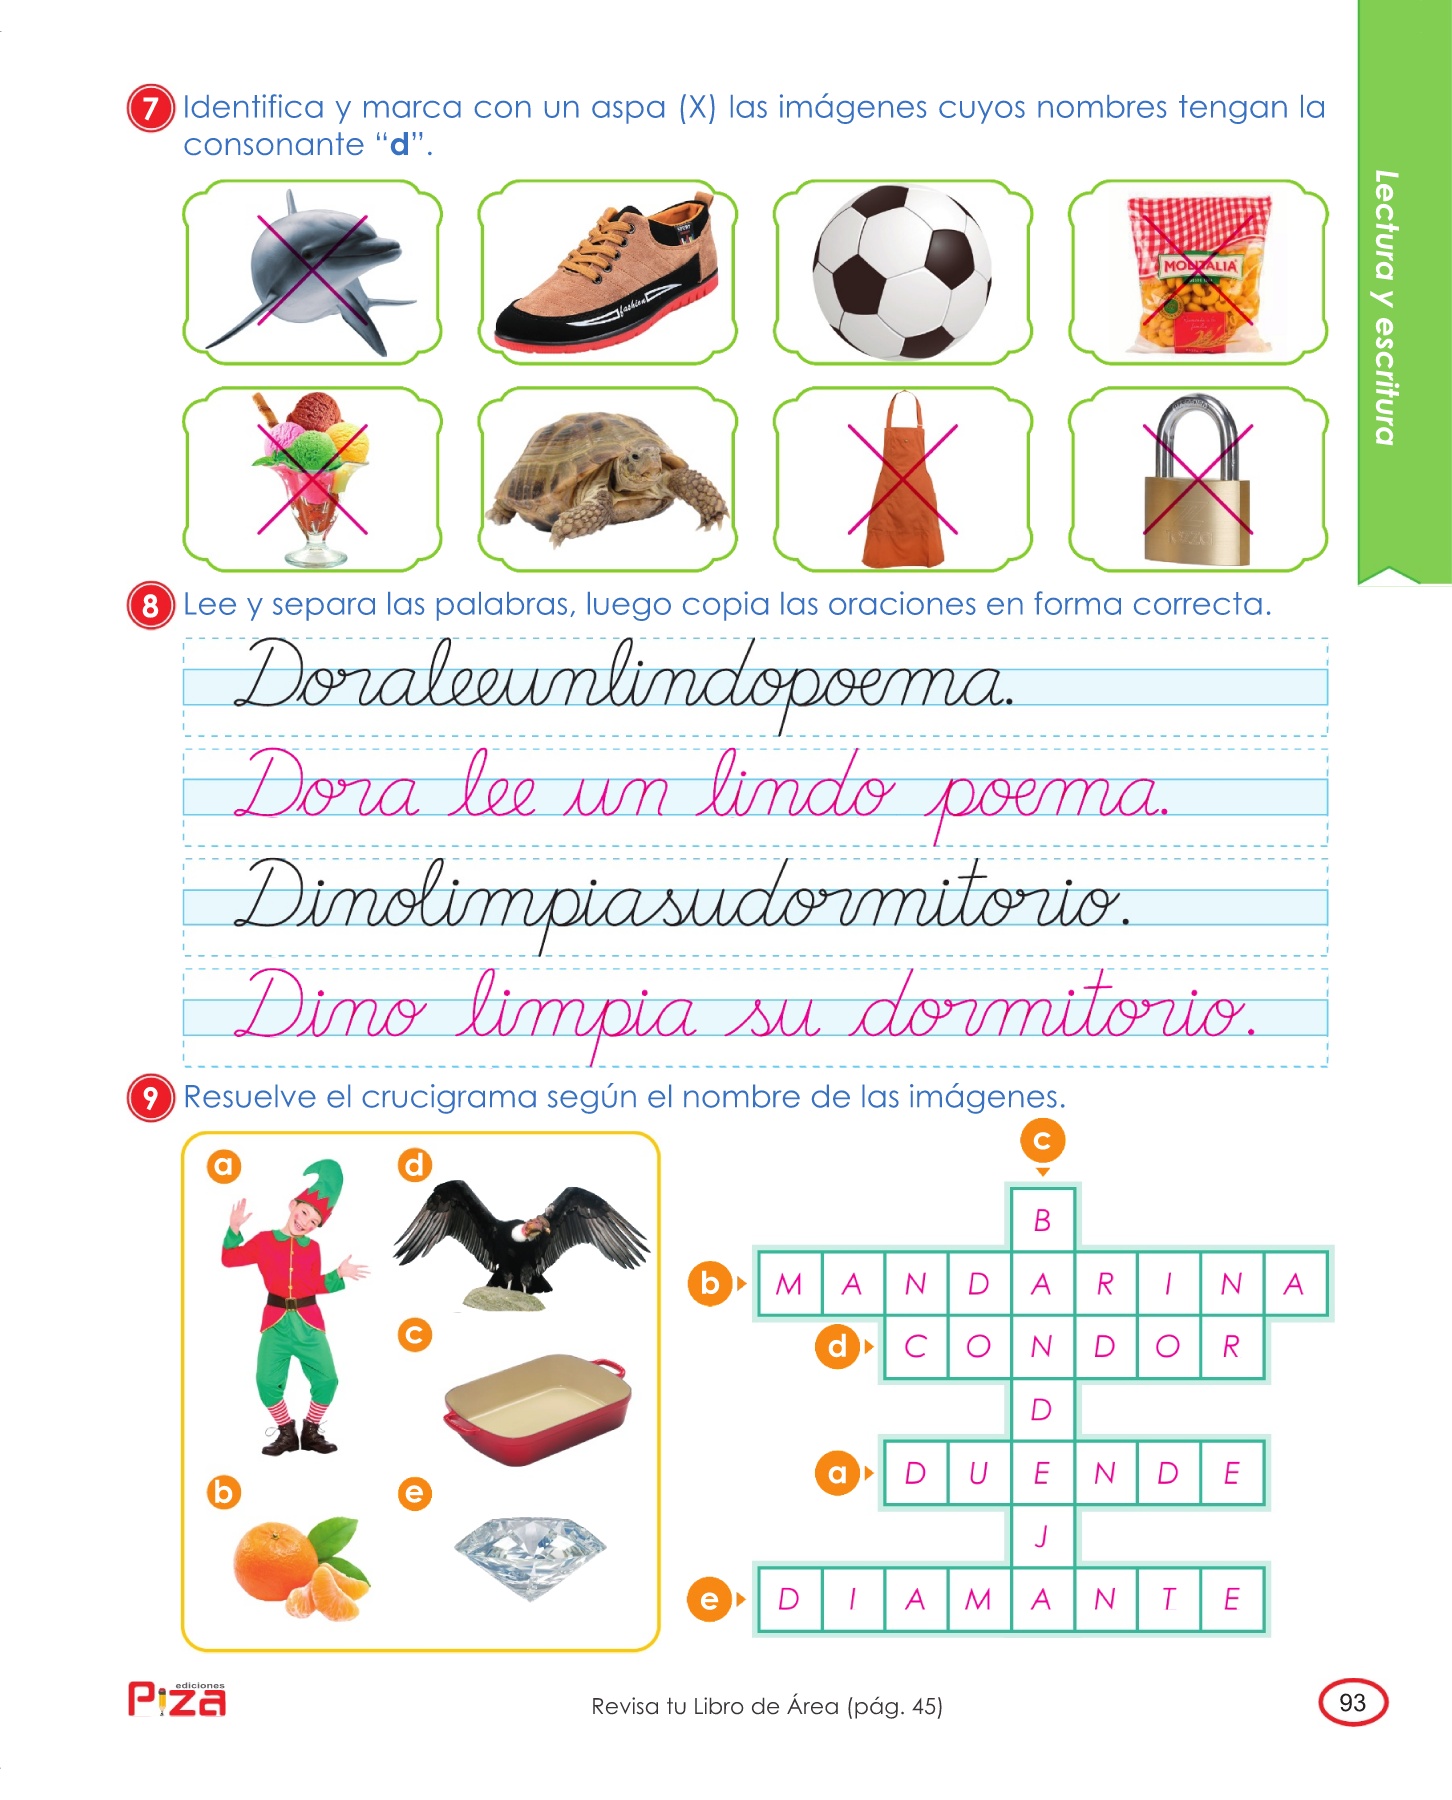 7 Identifica y marca con un aspa (X) las imágenes cuyos nombres tengan la
consonante “d”.
SPORT
fashion
MOLITALIA
Lectura y escritura
8 Lee y separa las palabras, luego copia las oraciones en forma correcta.
Doraleeunlindopoema.
Dora lee un lindo poema.
Dinolimpiasudormitorio.
Dino limpia su dormitorio.
9 Resuelve el crucigrama según el nombre de las imágenes.
a
d
c
b
e
c
B
b M A N D A R I N A
d C O N D O R
D
a D U E N D E
J
e D I A M A N T E
ediciones
Piza
Revisa tu Libro de Área (pág. 45)
93